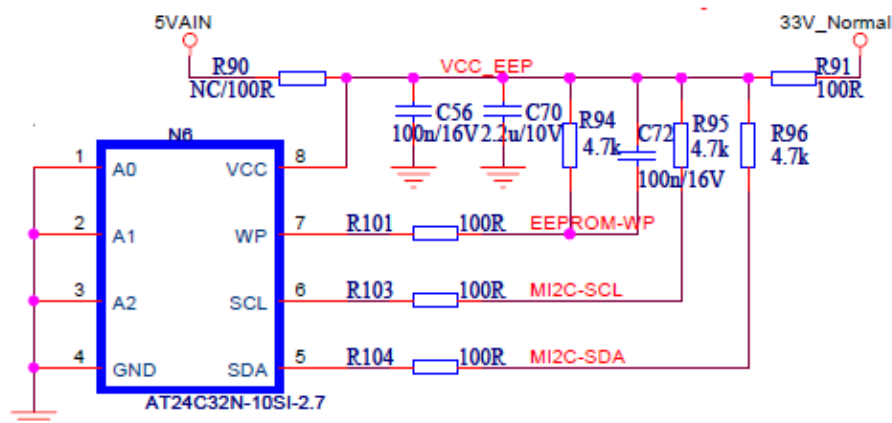 5VAIN
33V_Normal
R90
VCC_EEP
R91
NC/100R
100R
C56
C70
R94
C72
R95
R96
100n/16V
2.2u/10V
4.7k
4.7k
4.7k
100n/16V
N6
1
A0
VCC
8
2
A1
WP
7
R101
100R
EEPROM-WP
3
A2
SCL
6
R103
100R
MI2C-SCL
4
GND
SDA
5
R104
100R
MI2C-SDA
AT24C32N-10SI-2.7